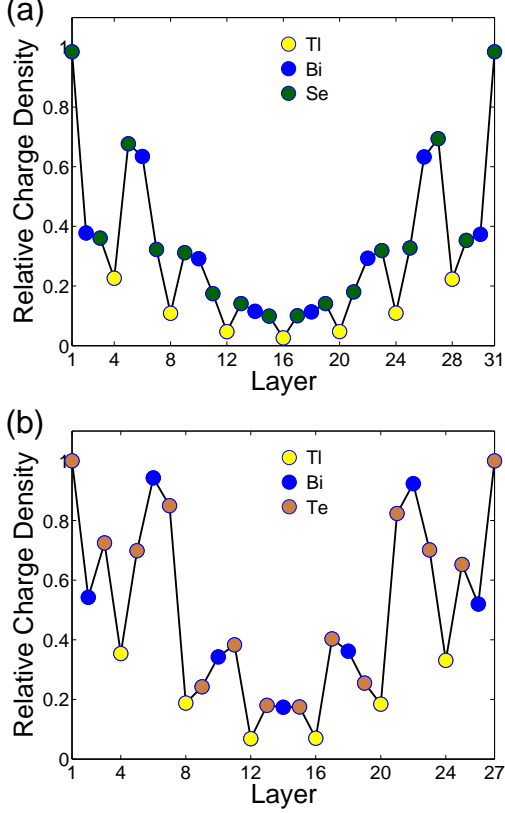 (a)
1
0.8
0.6
0.4
0.2
0
Relative Charge Density
Tl
Bi
Se
1 4 8 12 16 20 24 28 31
Layer
(b)
1
0.8
0.6
0.4
0.2
0
Relative Charge Density
Tl
Bi
Te
1 4 8 12 16 20 24 27
Layer